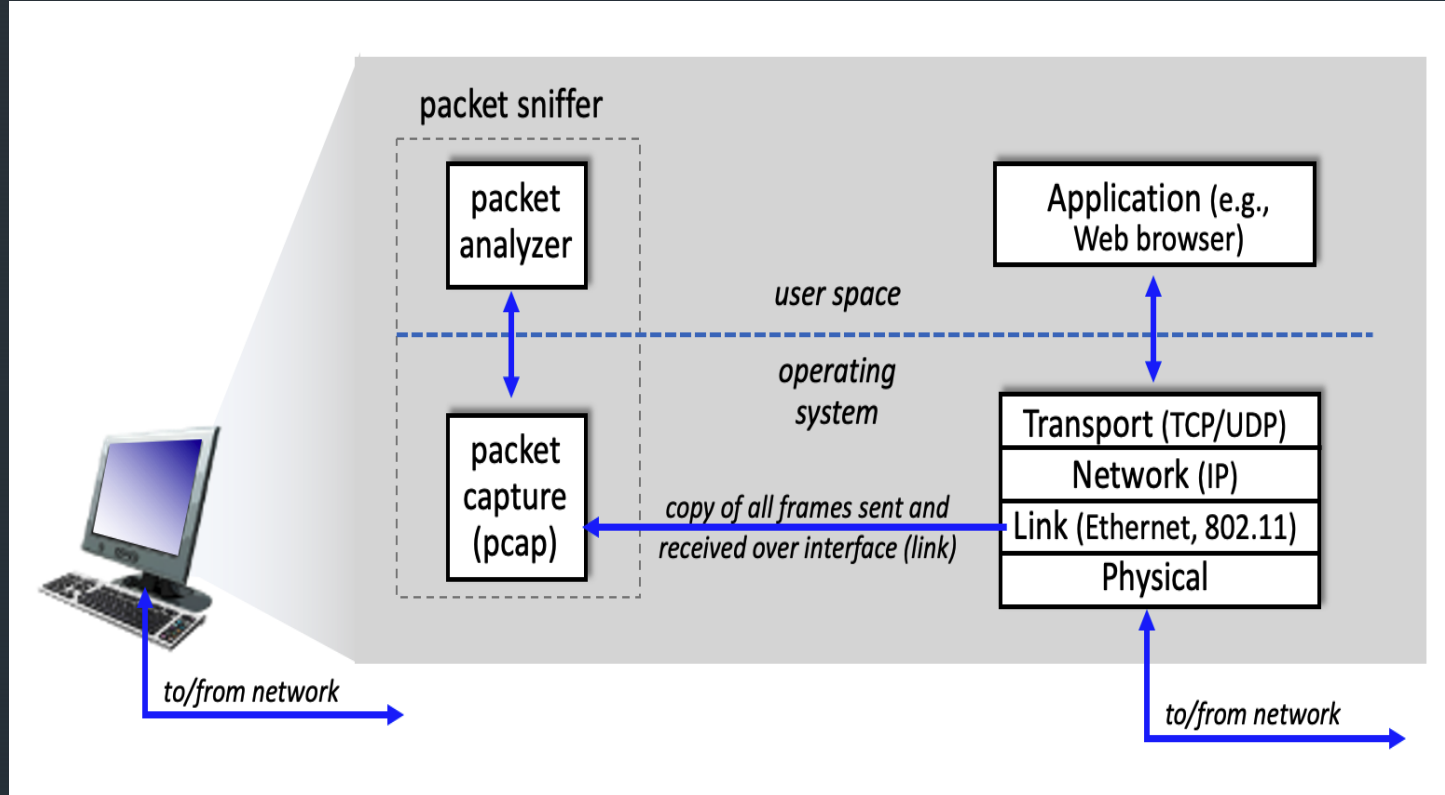 packet sniffer
packet
analyzer
Application (e.g.,
Web browser)
user space
operating
system
packet
capture
(pcap)
copy of all frames sent and
received over interface (link)
Transport (TCP/UDP)
Network (IP)
Link (Ethernet, 802.11)
Physical
to/from network
to/from network